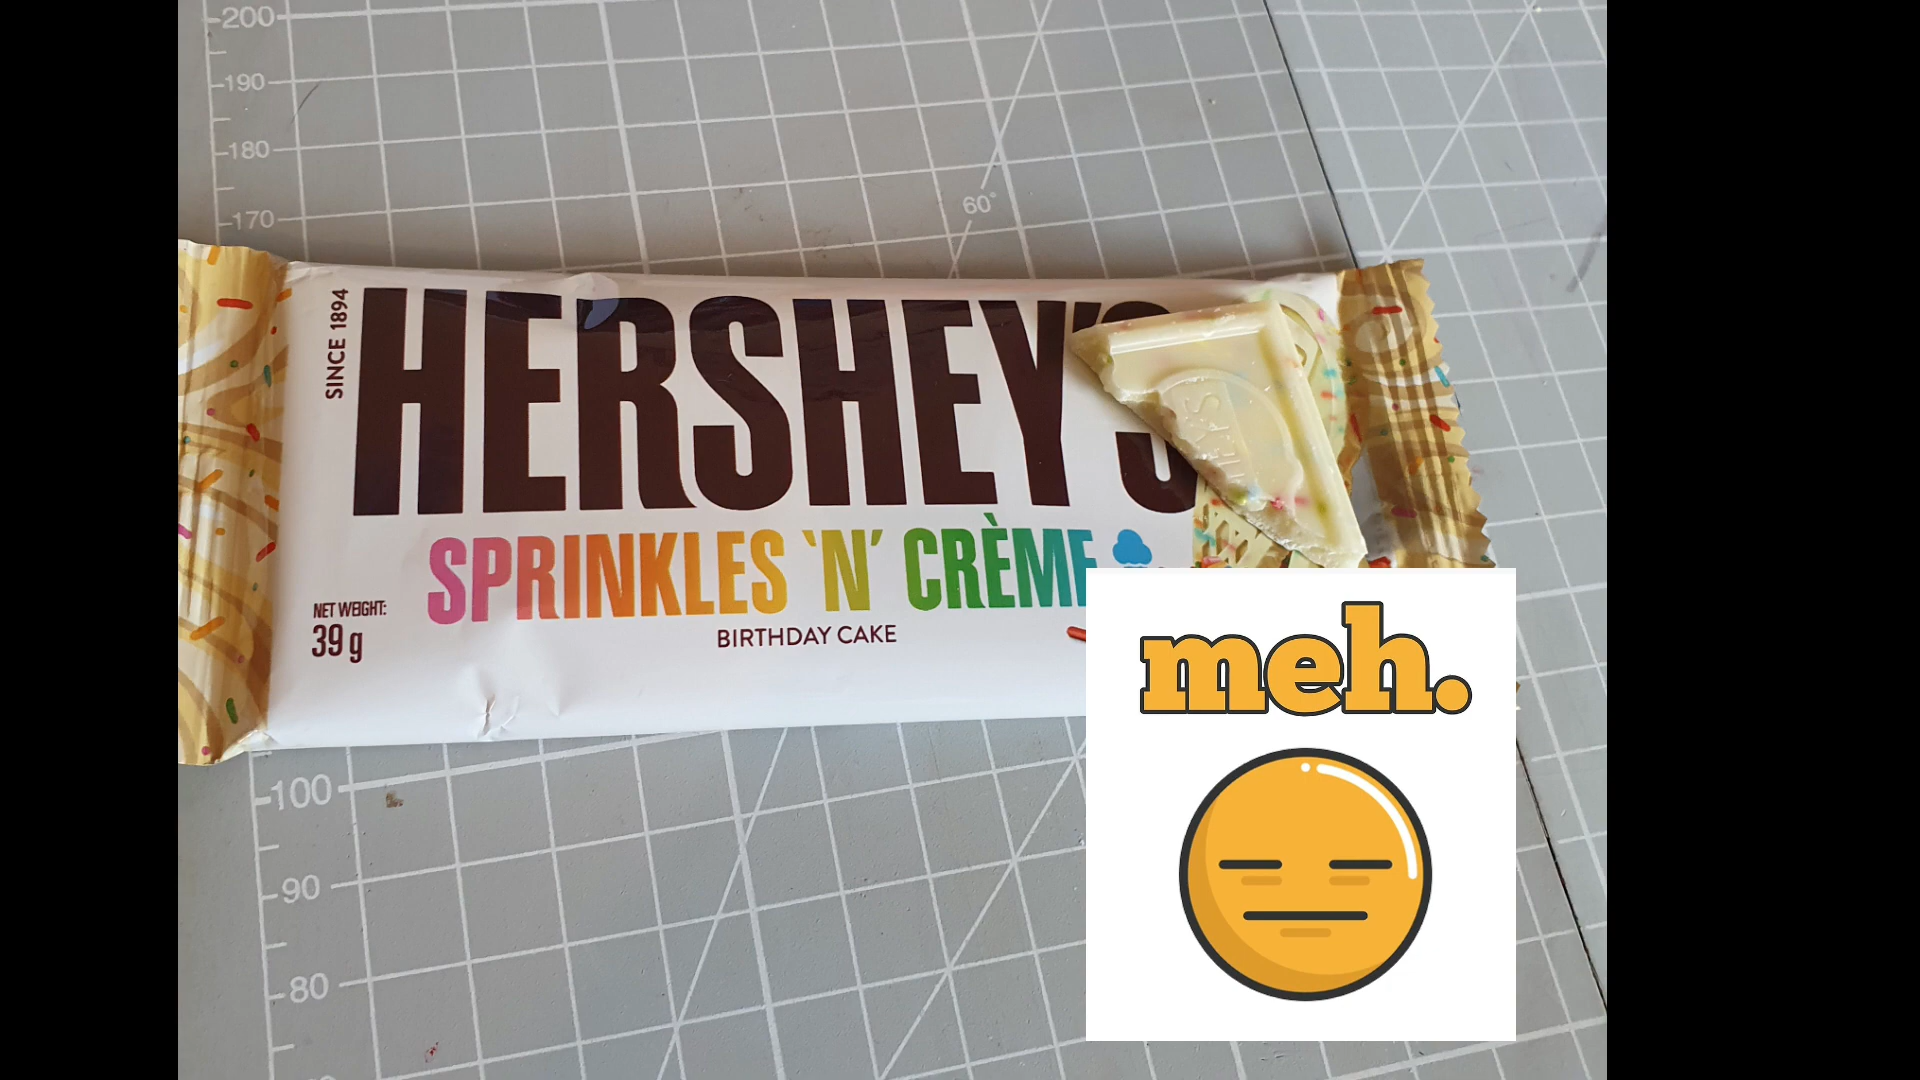 200
190
180
170
60°
SINCE 1894
HERSHEY'S
SPRINKLES 'N' CRÈME
NET WEIGHT:
39 g
BIRTHDAY CAKE
meh.
100
90
80